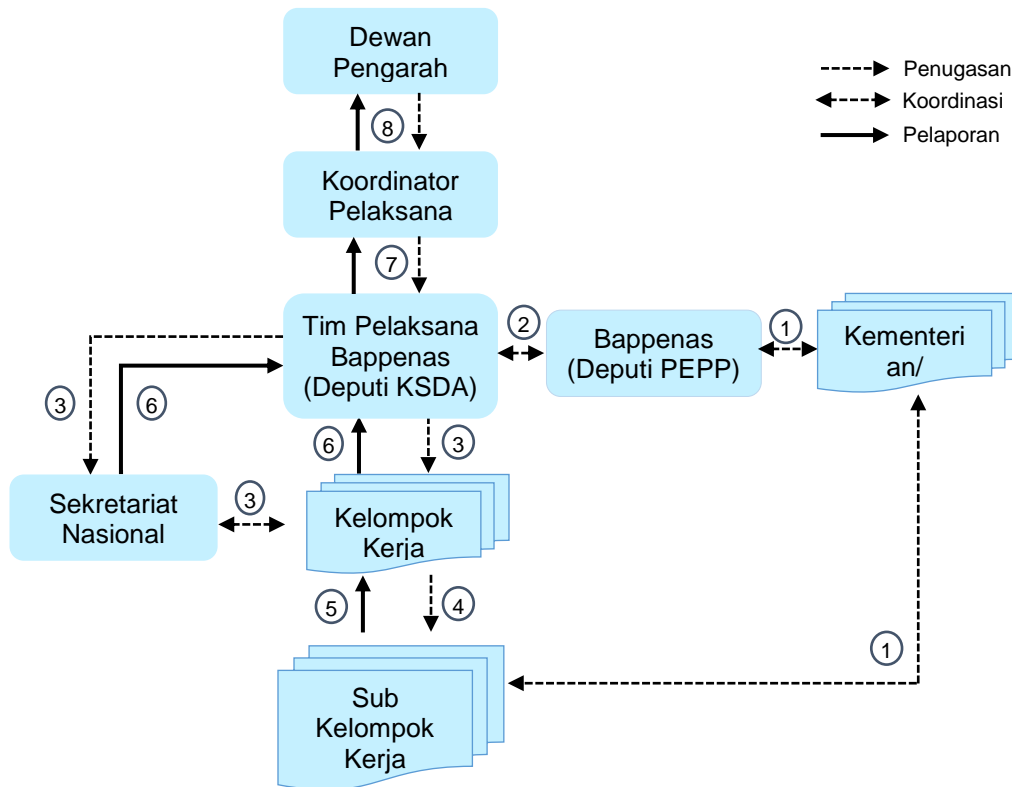 Dewan
Pengarah
Penugasan
Koordinasi
Pelaporan
8
Koordinator
Pelaksana
7
Tim Pelaksana
Bappenas
(Deputi KSDA)
2
Bappenas
(Deputi PEPP)
1
Kementeri
an/
3
6
6
3
Sekretariat
Nasional
3
Kelompok
Kerja
5
4
1
Sub
Kelompok
Kerja